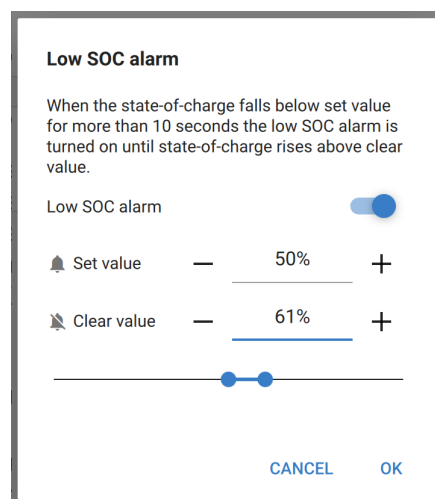 Low SOC alarm
When the state-of-charge falls below set value
for more than 10 seconds the low SOC alarm is
turned on until state-of-charge rises above clear
value.
Low SOC alarm
Set value — 50% +
Clear value — 61% +
CANCEL OK